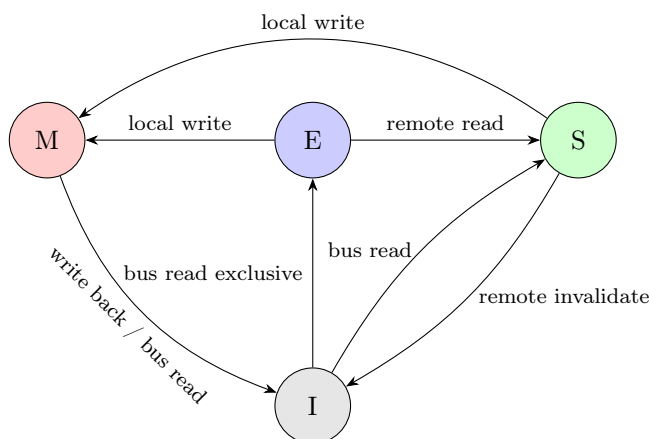 local write
M
local write
E
remote read
S
bus read
bus read exclusive
remote invalidate
write back / bus read
I